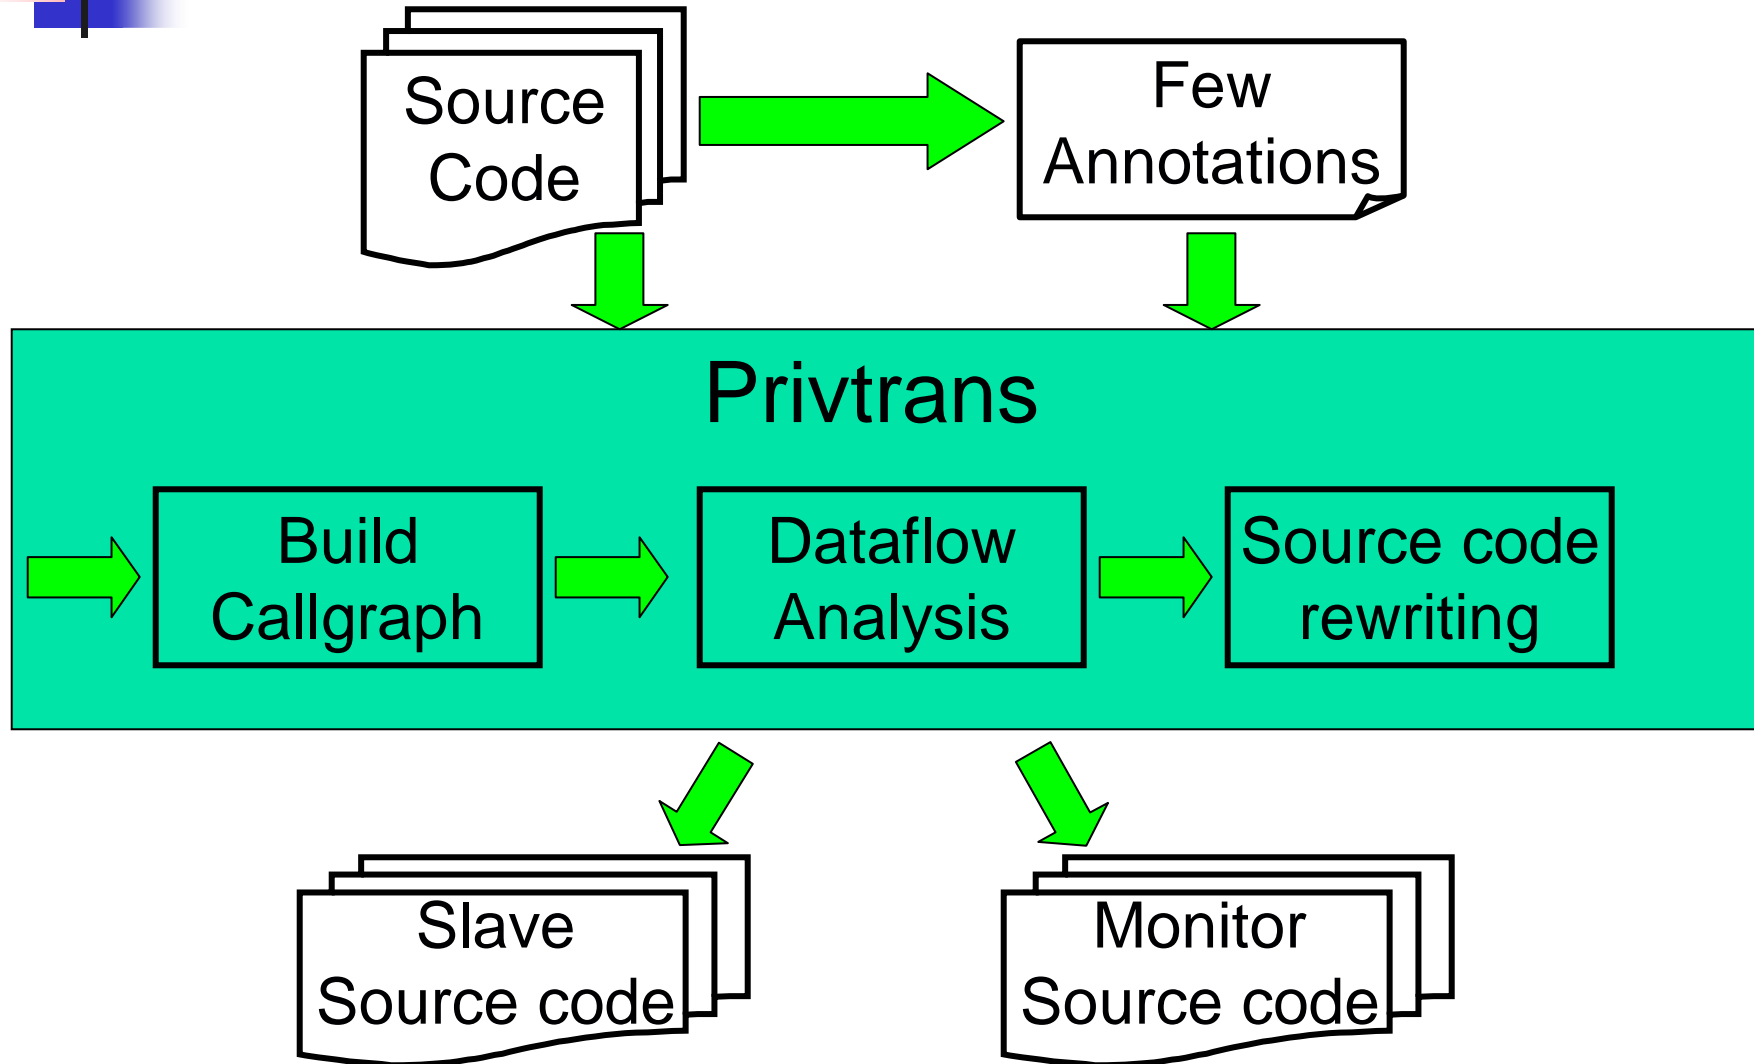 Source
Code
Few
Annotations
Privtrans
Build
Callgraph
Dataflow
Analysis
Source code
rewriting
Slave
Source code
Monitor
Source code